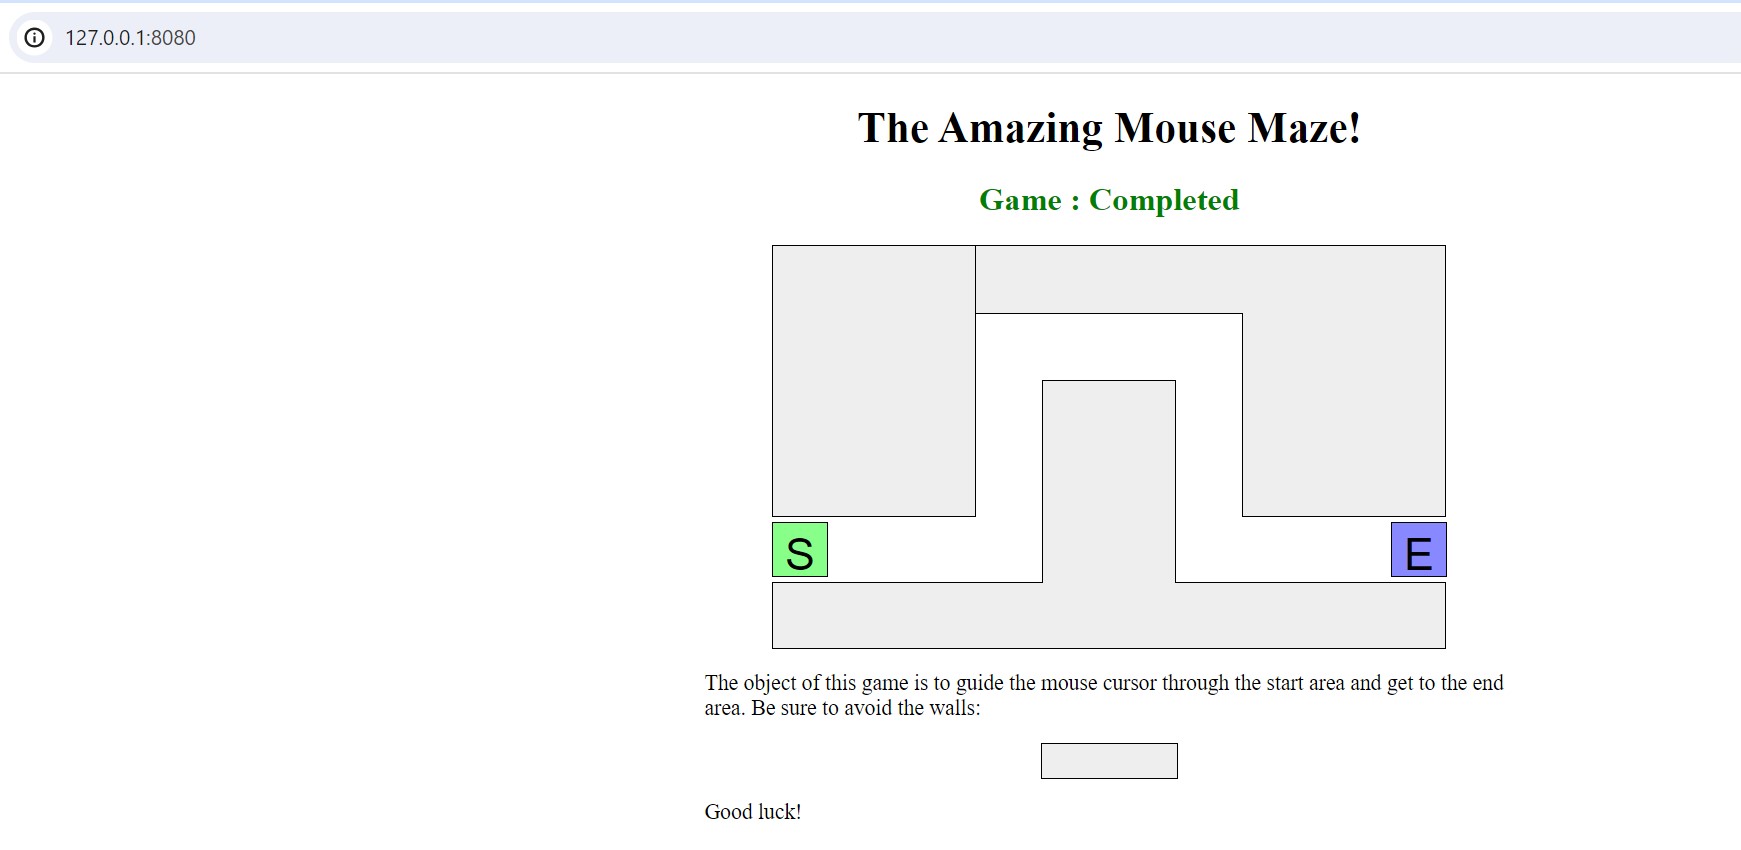 127.0.0.1:8080
The Amazing Mouse Maze!
Game : Completed
S
E
The object of this game is to guide the mouse cursor through the start area and get to the end
area. Be sure to avoid the walls:
Good luck!